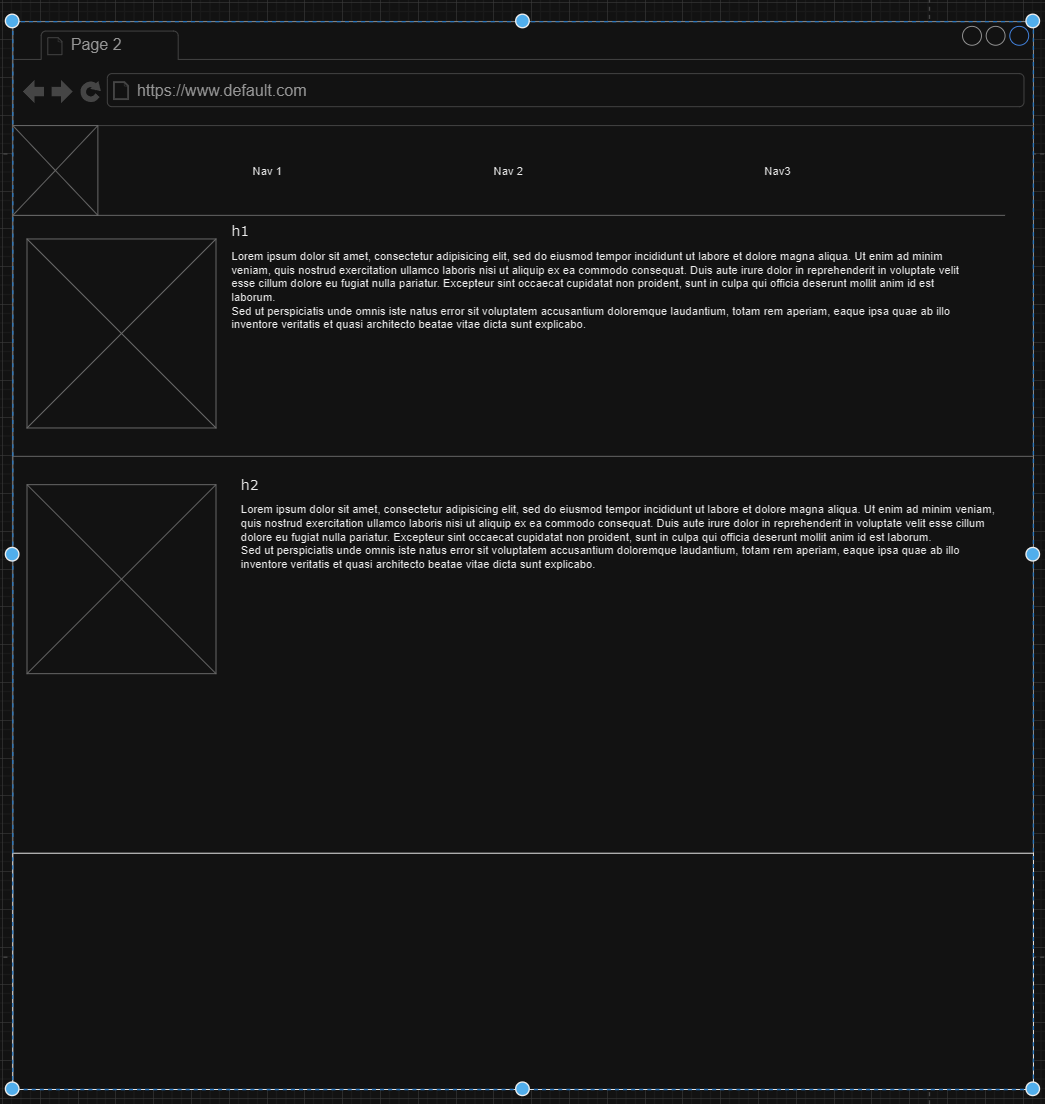 Page 2
https://www.default.com
Nav 1
Nav 2
Nav3
h1
Lorem ipsum dolor sit amet, consectetur adipisicing elit, sed do eiusmod tempor incididunt ut labore et dolore magna aliqua. Ut enim ad minim
veniam, quis nostrud exercitation ullamco laboris nisi ut aliquip ex ea commodo consequat. Duis aute irure dolor in reprehenderit in voluptate velit
esse cillum dolore eu fugiat nulla pariatur. Excepteur sint occaecat cupidatat non proident, sunt in culpa qui officia deserunt mollit anim id est
laborum.
Sed ut perspiciatis unde omnis iste natus error sit voluptatem accusantium doloremque laudantium, totam rem aperiam, eaque ipsa quae ab illo
inventore veritatis et quasi architecto beatae vitae dicta sunt explicabo.
h2
Lorem ipsum dolor sit amet, consectetur adipisicing elit, sed do eiusmod tempor incididunt ut labore et dolore magna aliqua. Ut enim ad minim veniam,
quis nostrud exercitation ullamco laboris nisi ut aliquip ex ea commodo consequat. Duis aute irure dolor in reprehenderit in voluptate velit esse cillum
dolore eu fugiat nulla pariatur. Excepteur sint occaecat cupidatat non proident, sunt in culpa qui officia deserunt mollit anim id est laborum.
Sed ut perspiciatis unde omnis iste natus error sit voluptatem accusantium doloremque laudantium, totam rem aperiam, eaque ipsa quae ab illo
inventore veritatis et quasi architecto beatae vitae dicta sunt explicabo.